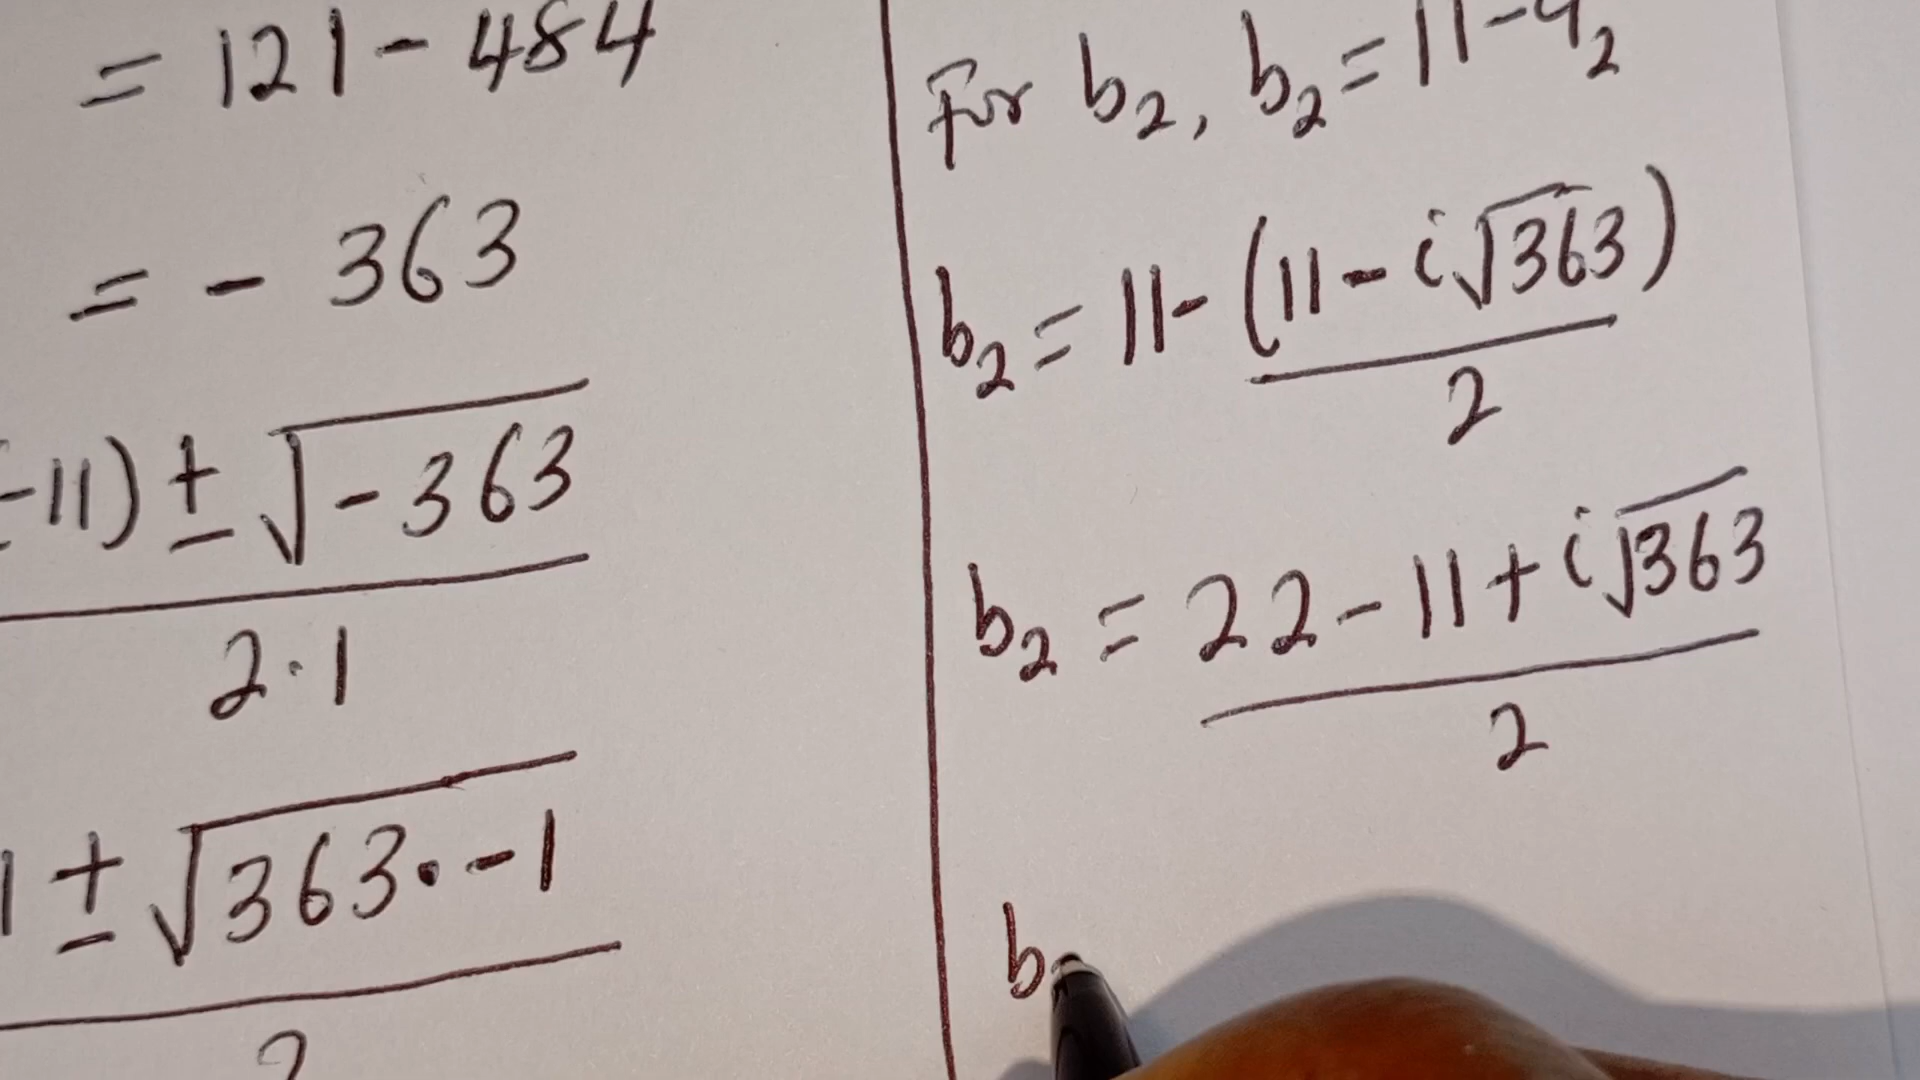 = 121 - 484
= - 363
-11) ± √-363
2·1
1 ± √363·-1
2
For b₂, b₂ = 11 - a₂
b₂ = 11 - (11 - i√363)
2
b₂ = 22 - 11 + i√363
2
b